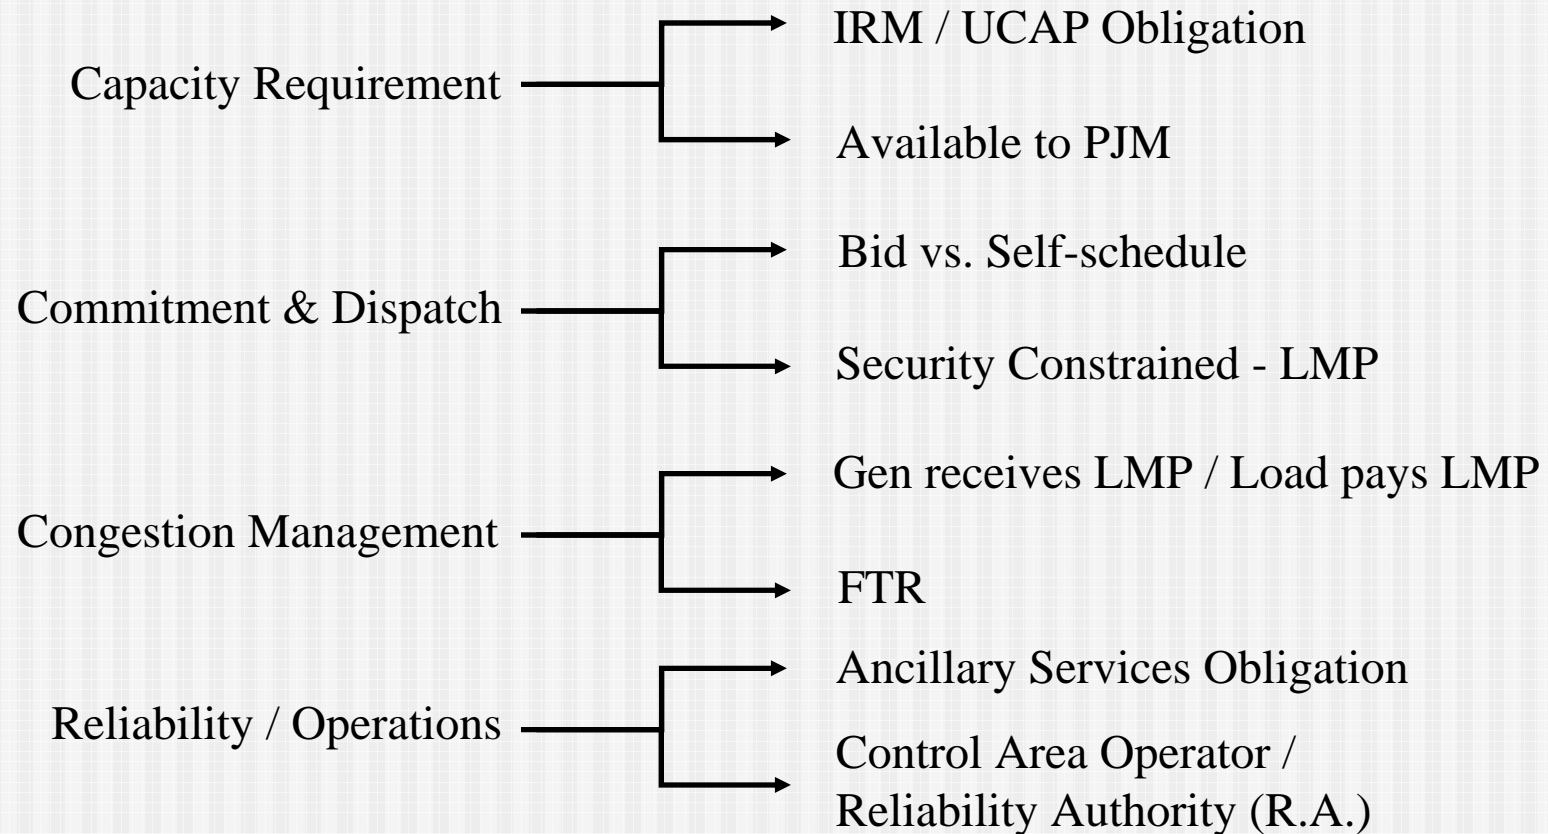 Capacity Requirement
IRM / UCAP Obligation
Available to PJM
Commitment & Dispatch
Bid vs. Self-schedule
Security Constrained - LMP
Congestion Management
Gen receives LMP / Load pays LMP
FTR
Reliability / Operations
Ancillary Services Obligation
Control Area Operator /
Reliability Authority (R.A.)